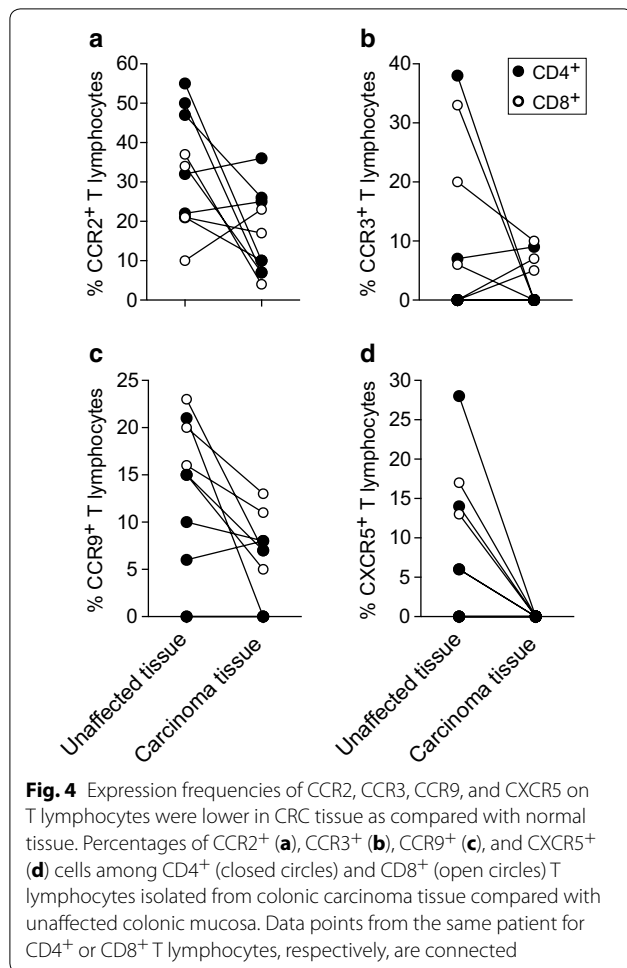 a
b
60
50
40
30
20
10
0
% CCR2+ T lymphocytes
40
30
20
10
0
% CCR3+ T lymphocytes
CD4+
CD8+
c
d
25
20
15
10
5
0
% CCR9+ T lymphocytes
30
25
20
15
10
5
0
% CXCR5+ T lymphocytes
Unaffected tissue
Carcinoma tissue
Unaffected tissue
Carcinoma tissue
Fig. 4 Expression frequencies of CCR2, CCR3, CCR9, and CXCR5 on
T lymphocytes were lower in CRC tissue as compared with normal
tissue. Percentages of CCR2+ (a), CCR3+ (b), CCR9+ (c), and CXCR5+
(d) cells among CD4+ (closed circles) and CD8+ (open circles) T
lymphocytes isolated from colonic carcinoma tissue compared with
unaffected colonic mucosa. Data points from the same patient for
CD4+ or CD8+ T lymphocytes, respectively, are connected